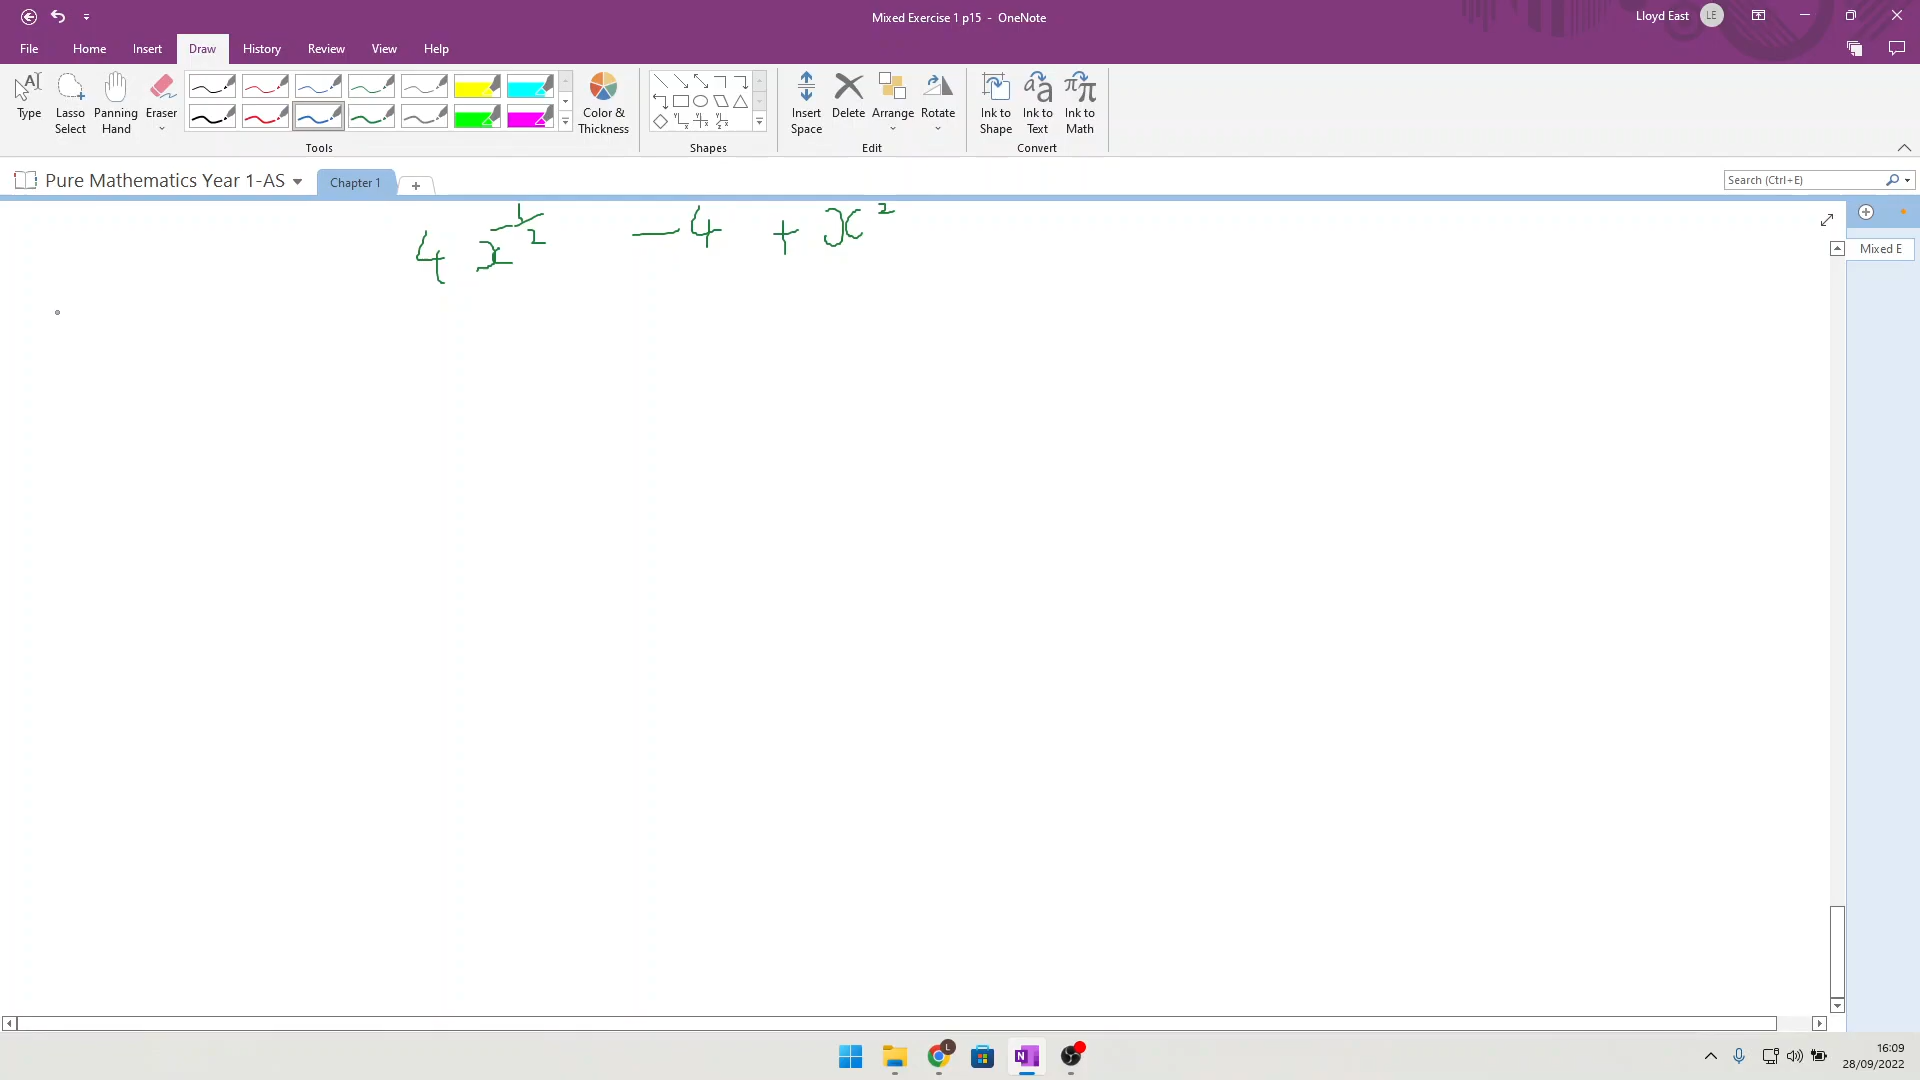 Mixed Exercise 1 p15 - OneNote
Lloyd East
LE
File Home Insert Draw History Review View Help
Type
Lasso Select
Panning Hand
Eraser
Color & Thickness
Insert Space
Delete
Arrange
Rotate
Ink to Shape
Ink to Text
Ink to Math
Tools
Shapes
Edit
Convert
Pure Mathematics Year 1-AS
Chapter 1
Search (Ctrl+E)
Mixed E
4 x^1/2 - 4 + x^2
L
N
16:09
28/09/2022